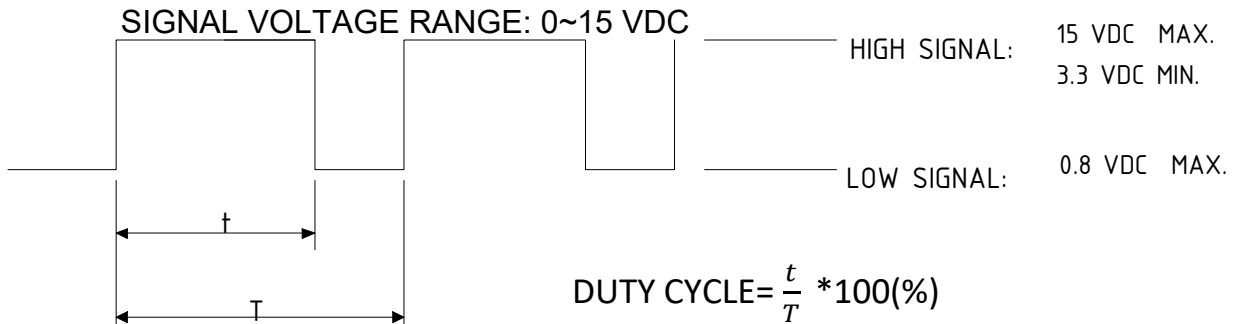 SIGNAL VOLTAGE RANGE: 0~15 VDC
HIGH SIGNAL: 15 VDC MAX.
3.3 VDC MIN.
LOW SIGNAL: 0.8 VDC MAX.
t
T
DUTY CYCLE= t/T *100(%)